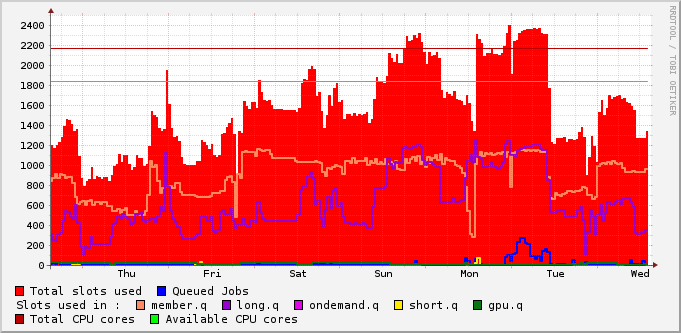 RRDTOOL / TOBI OETIKER
2400
2200
2000
1800
1600
1400
1200
1000
800
600
400
200
0
Thu Fri Sat Sun Mon Tue Wed
Total slots used Queued Jobs
Slots used in : member.q long.q ondemand.q short.q gpu.q
Total CPU cores Available CPU cores